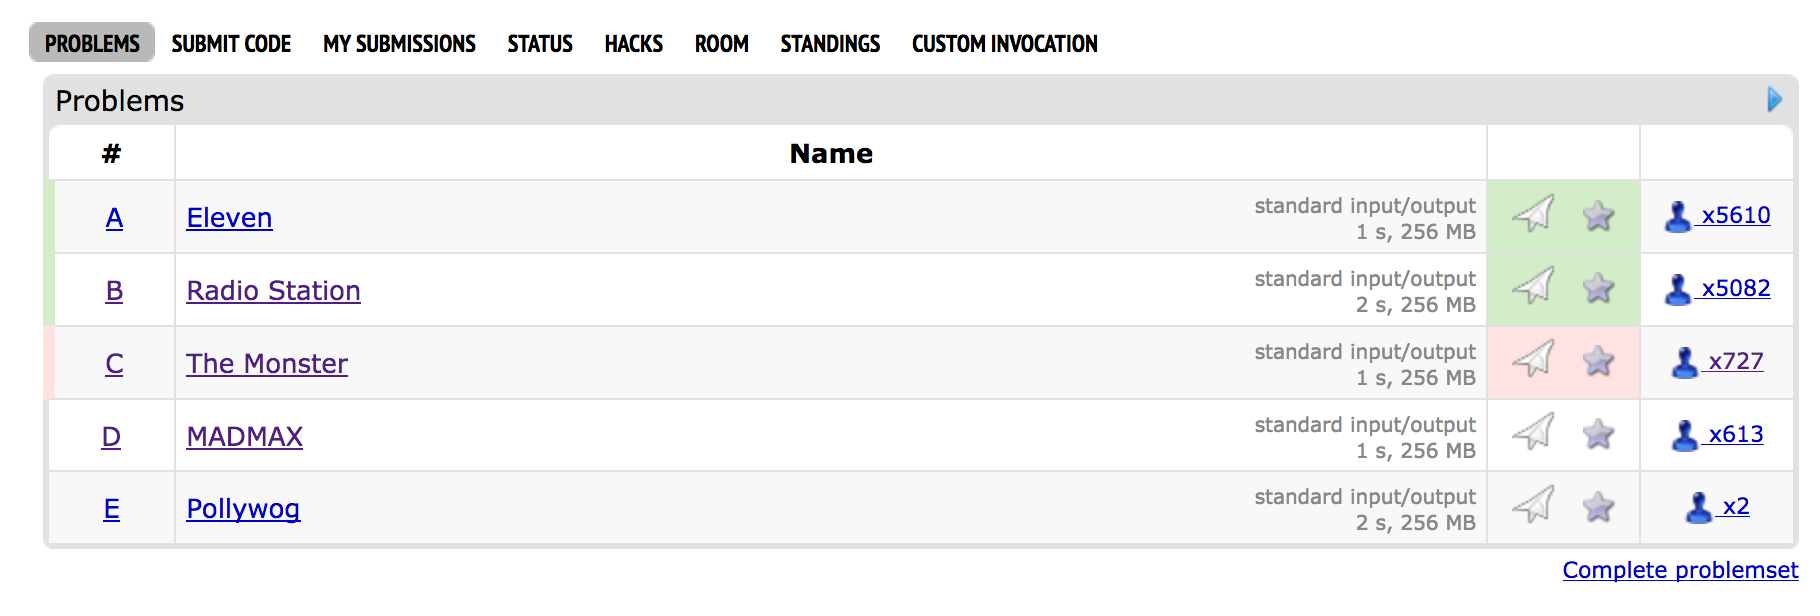 PROBLEMS SUBMIT CODE MY SUBMISSIONS STATUS HACKS ROOM STANDINGS CUSTOM INVOCATION
Problems
# Name
A Eleven standard input/output x5610
1 s, 256 MB
B Radio Station standard input/output x5082
2 s, 256 MB
C The Monster standard input/output x727
1 s, 256 MB
D MADMAX standard input/output x613
1 s, 256 MB
E Pollywog standard input/output x2
2 s, 256 MB
Complete problemset